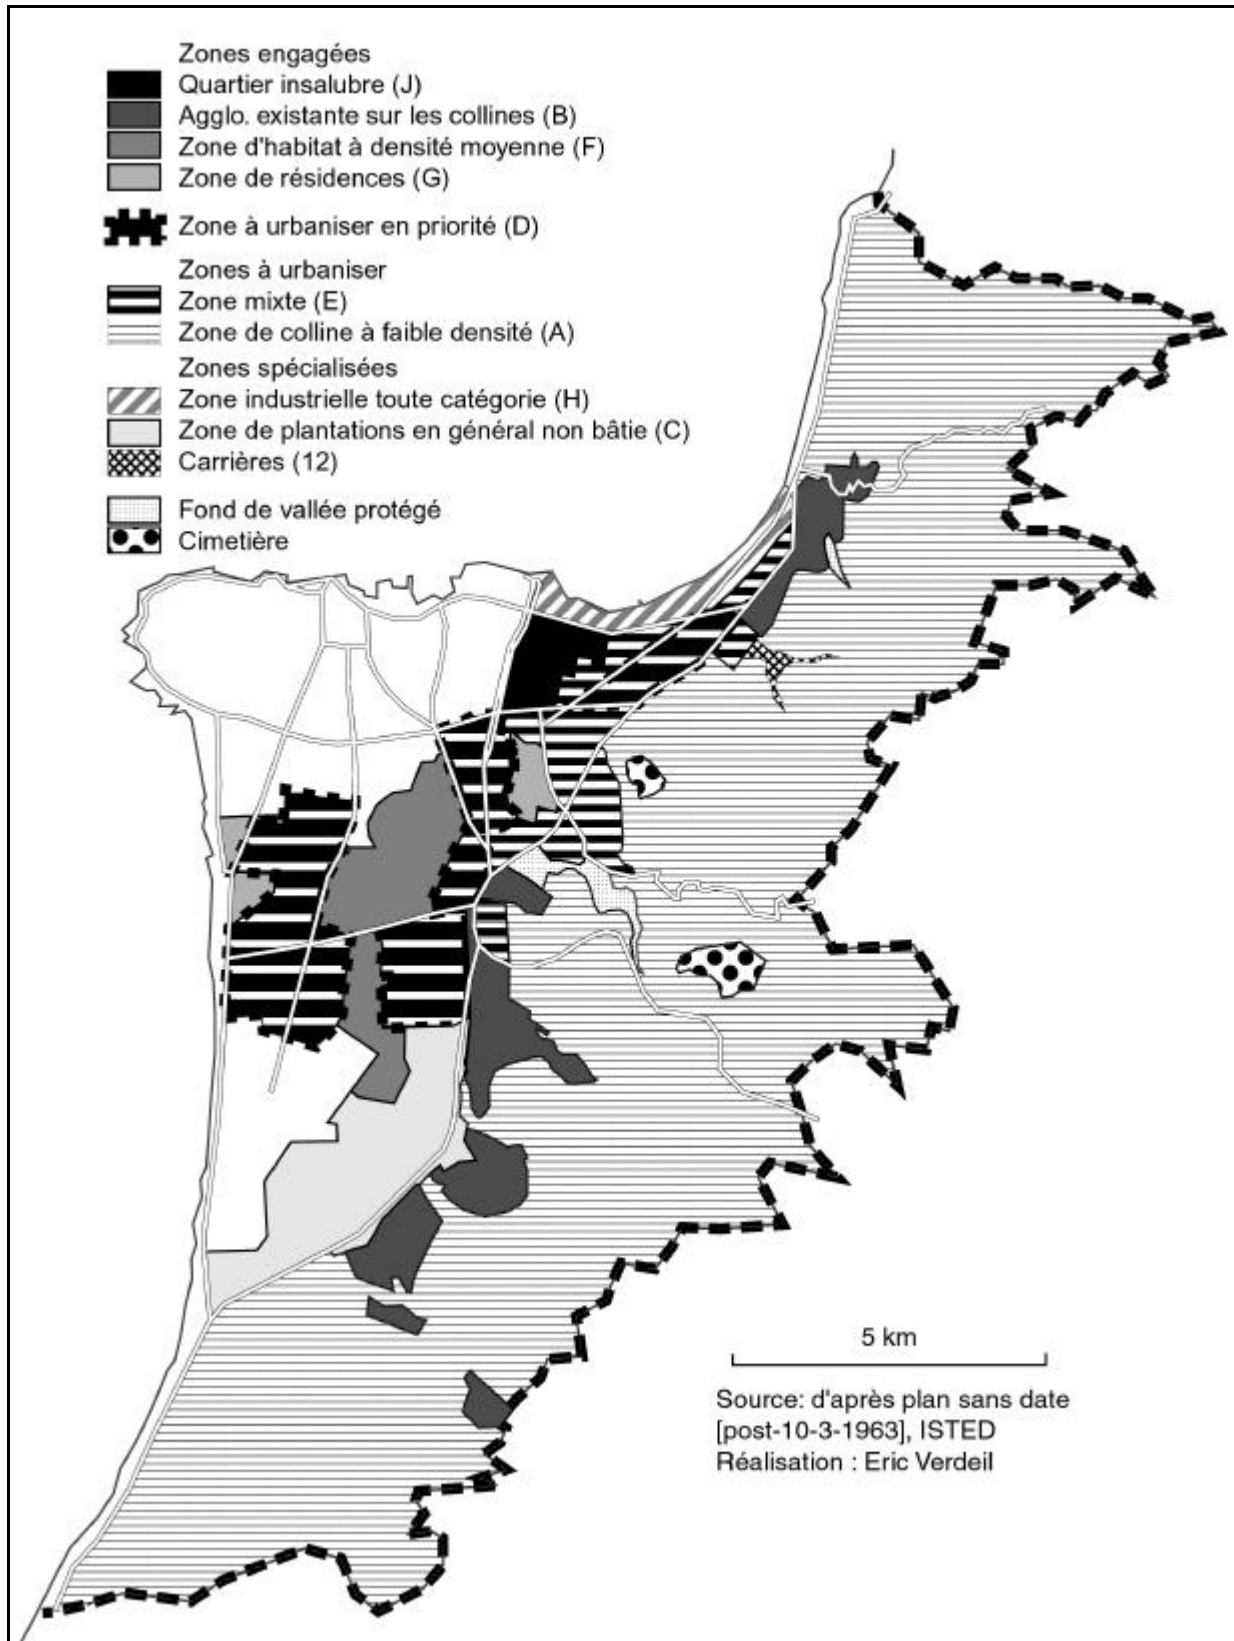 Zones engagées
Quartier insalubre (J)
Agglo. existante sur les collines (B)
Zone d'habitat à densité moyenne (F)
Zone de résidences (G)
Zone à urbaniser en priorité (D)
Zones à urbaniser
Zone mixte (E)
Zone de colline à faible densité (A)
Zones spécialisées
Zone industrielle toute catégorie (H)
Zone de plantations en général non bâtie (C)
Carrières (12)
Fond de vallée protégé
Cimetière
5 km
Source: d'après plan sans date
[post-10-3-1963], ISTED
Réalisation : Eric Verdeil